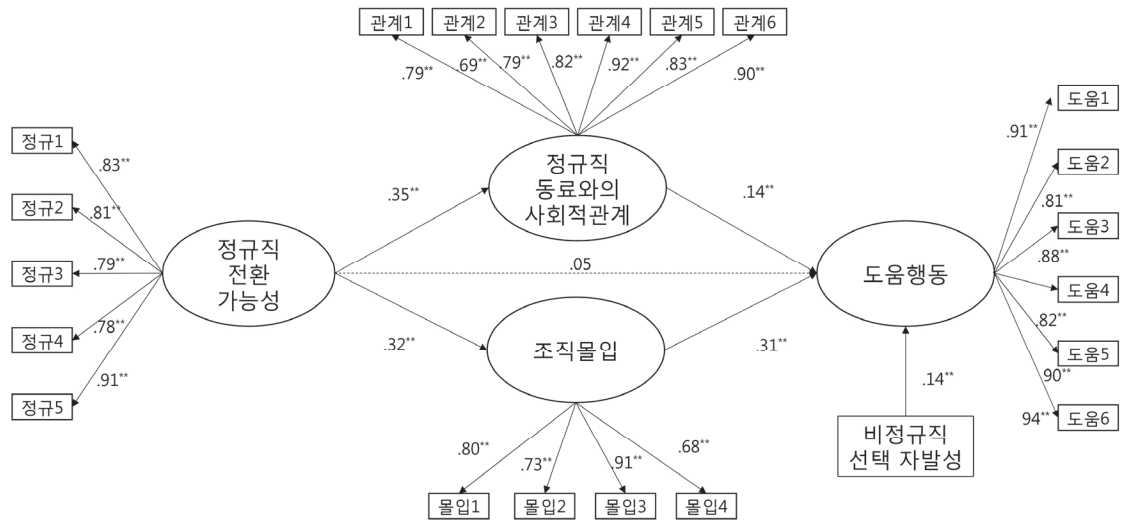 관계1 관계2 관계3 관계4 관계5 관계6
.79** .69** .79** .82** .92** .83** .90**
정규1
정규2
정규3
정규4
정규5
.83**
.81**
.79**
.78**
.91**
정규직
전환
가능성
.35**
.32**
정규직
동료와의
사회적관계
.14**
.05
조직몰입
.31**
.80** .73** .91** .68**
몰입1 몰입2 몰입3 몰입4
도움행동
.14**
비정규직
선택 자발성
.91**
.81**
.88**
.82**
90**
94**
도움1
도움2
도움3
도움4
도움5
도움6